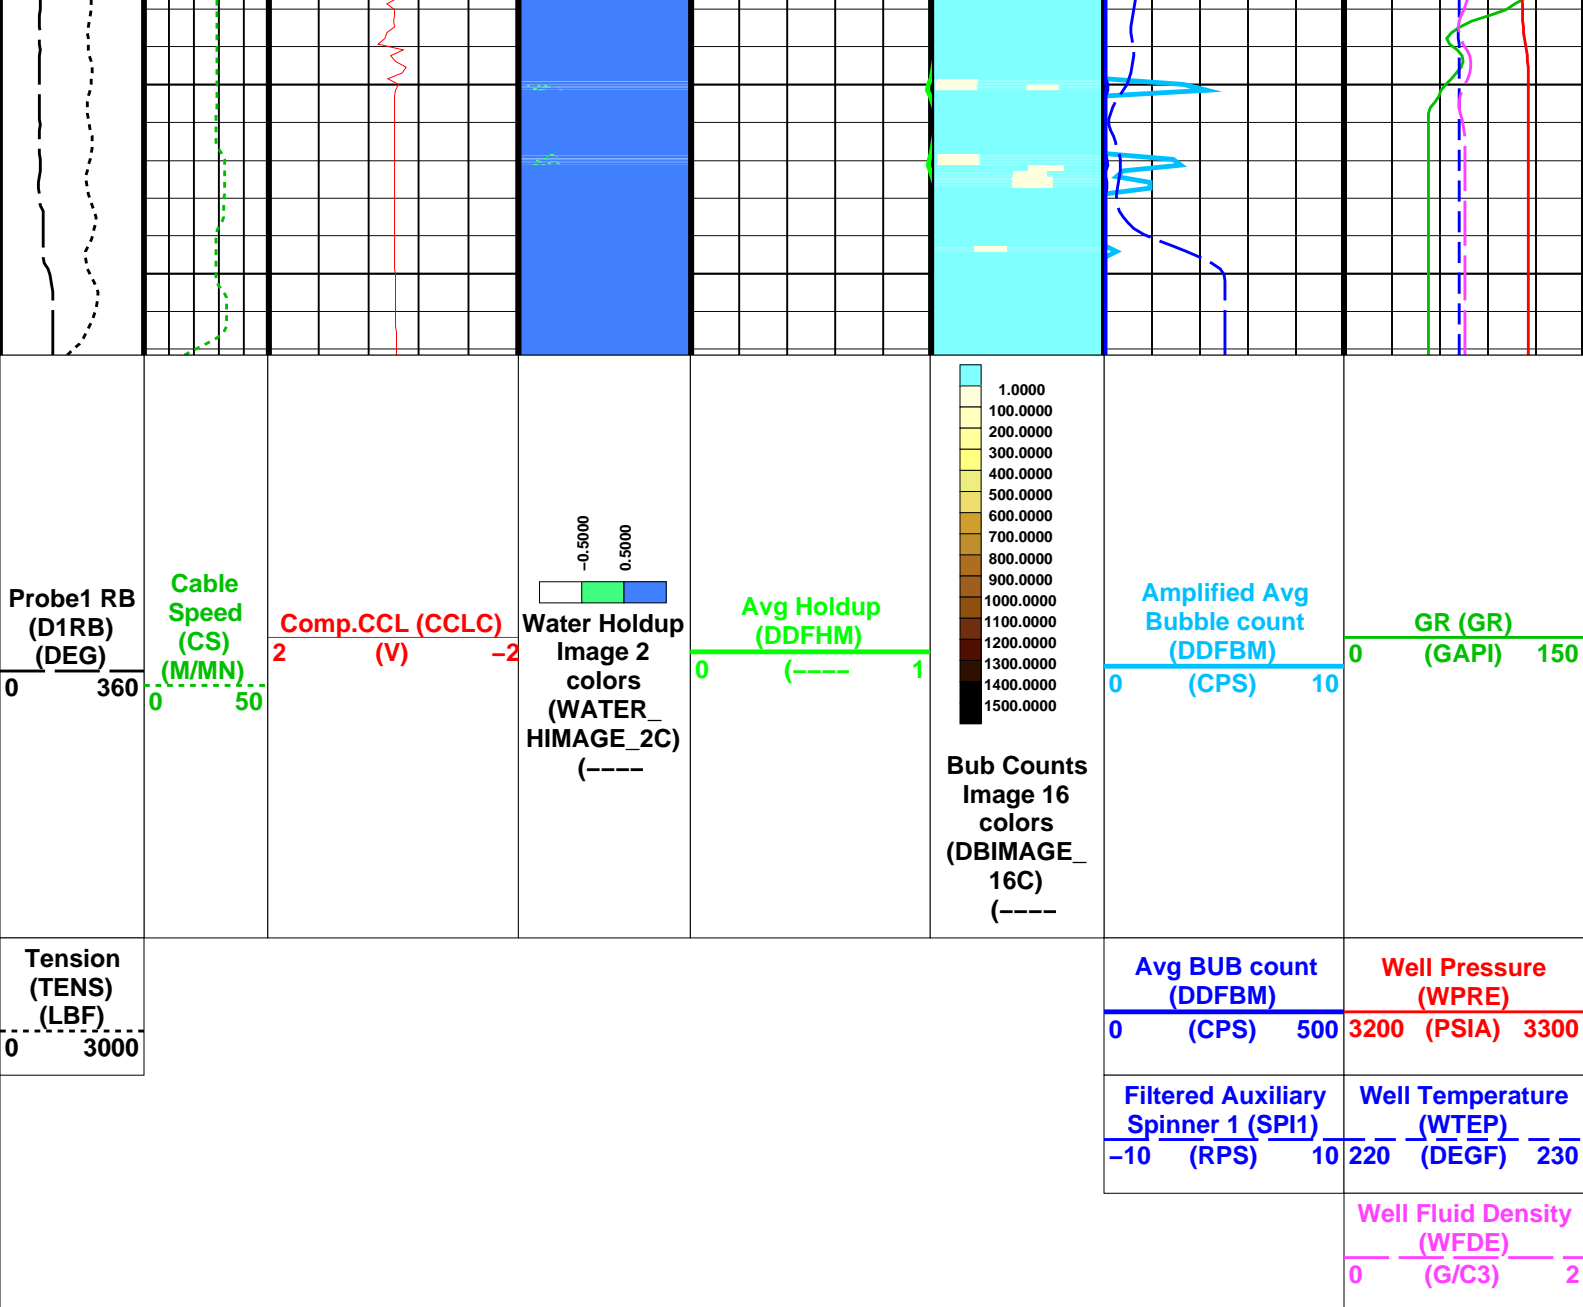 Probe1 RB
(D1RB)
(DEG)
0 360
Tension
(TENS)
(LBF)
0 3000
Cable
Speed
(CS)
(M/MN)
0 50
Comp.CCL (CCLC)
2 (V) −2
−0.5000
0.5000
Water Holdup
Image 2
colors
(WATER_
HIMAGE_2C)
(−−−−
Avg Holdup
(DDFHM)
0 (−−−− 1
1.0000
100.0000
200.0000
300.0000
400.0000
500.0000
600.0000
700.0000
800.0000
900.0000
1000.0000
1100.0000
1200.0000
1300.0000
1400.0000
1500.0000
Bub Counts
Image 16
colors
(DBIMAGE_
16C)
(−−−−
Amplified Avg
Bubble count
(DDFBM)
0 (CPS) 10
Avg BUB count
(DDFBM)
0 (CPS) 500
Filtered Auxiliary
Spinner 1 (SPI1)
−10 (RPS) 10
GR (GR)
0 (GAPI) 150
Well Pressure
(WPRE)
3200 (PSIA) 3300
Well Temperature
(WTEP)
220 (DEGF) 230
Well Fluid Density
(WFDE)
0 (G/C3) 2